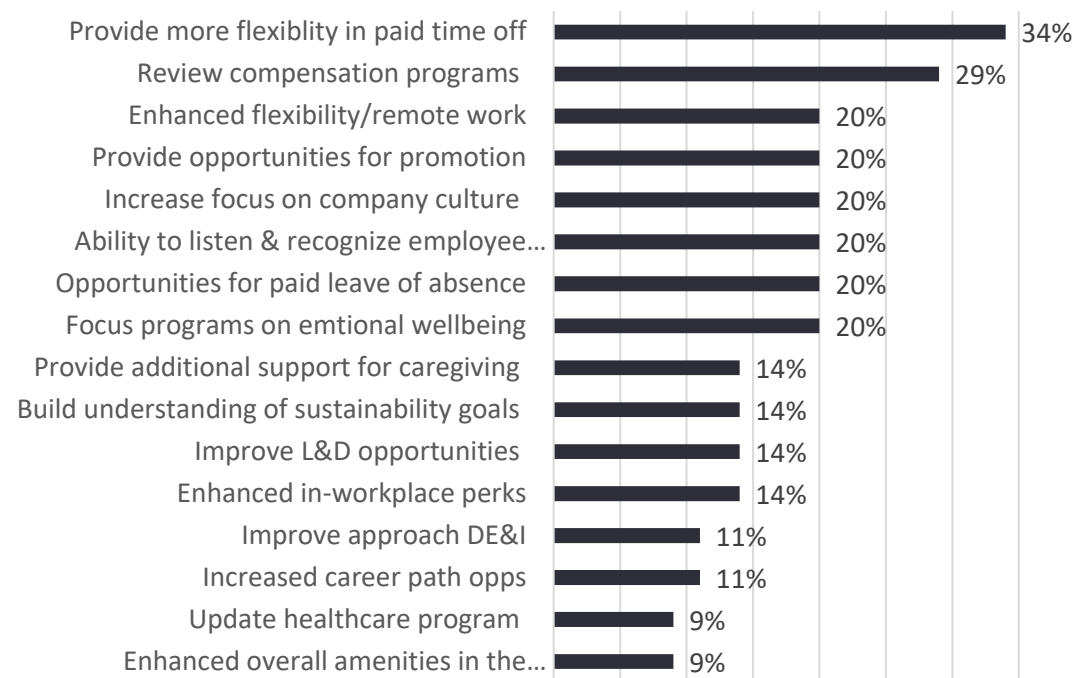 Provide more flexiblity in paid time off 34%
Review compensation programs 29%
Enhanced flexibility/remote work 20%
Provide opportunities for promotion 20%
Increase focus on company culture 20%
Ability to listen & recognize employee... 20%
Opportunities for paid leave of absence 20%
Focus programs on emtional wellbeing 20%
Provide additional support for caregiving 14%
Build understanding of sustainability goals 14%
Improve L&D opportunities 14%
Enhanced in-workplace perks 14%
Improve approach DE&I 11%
Increased career path opps 11%
Update healthcare program 9%
Enhanced overall amenities in the... 9%